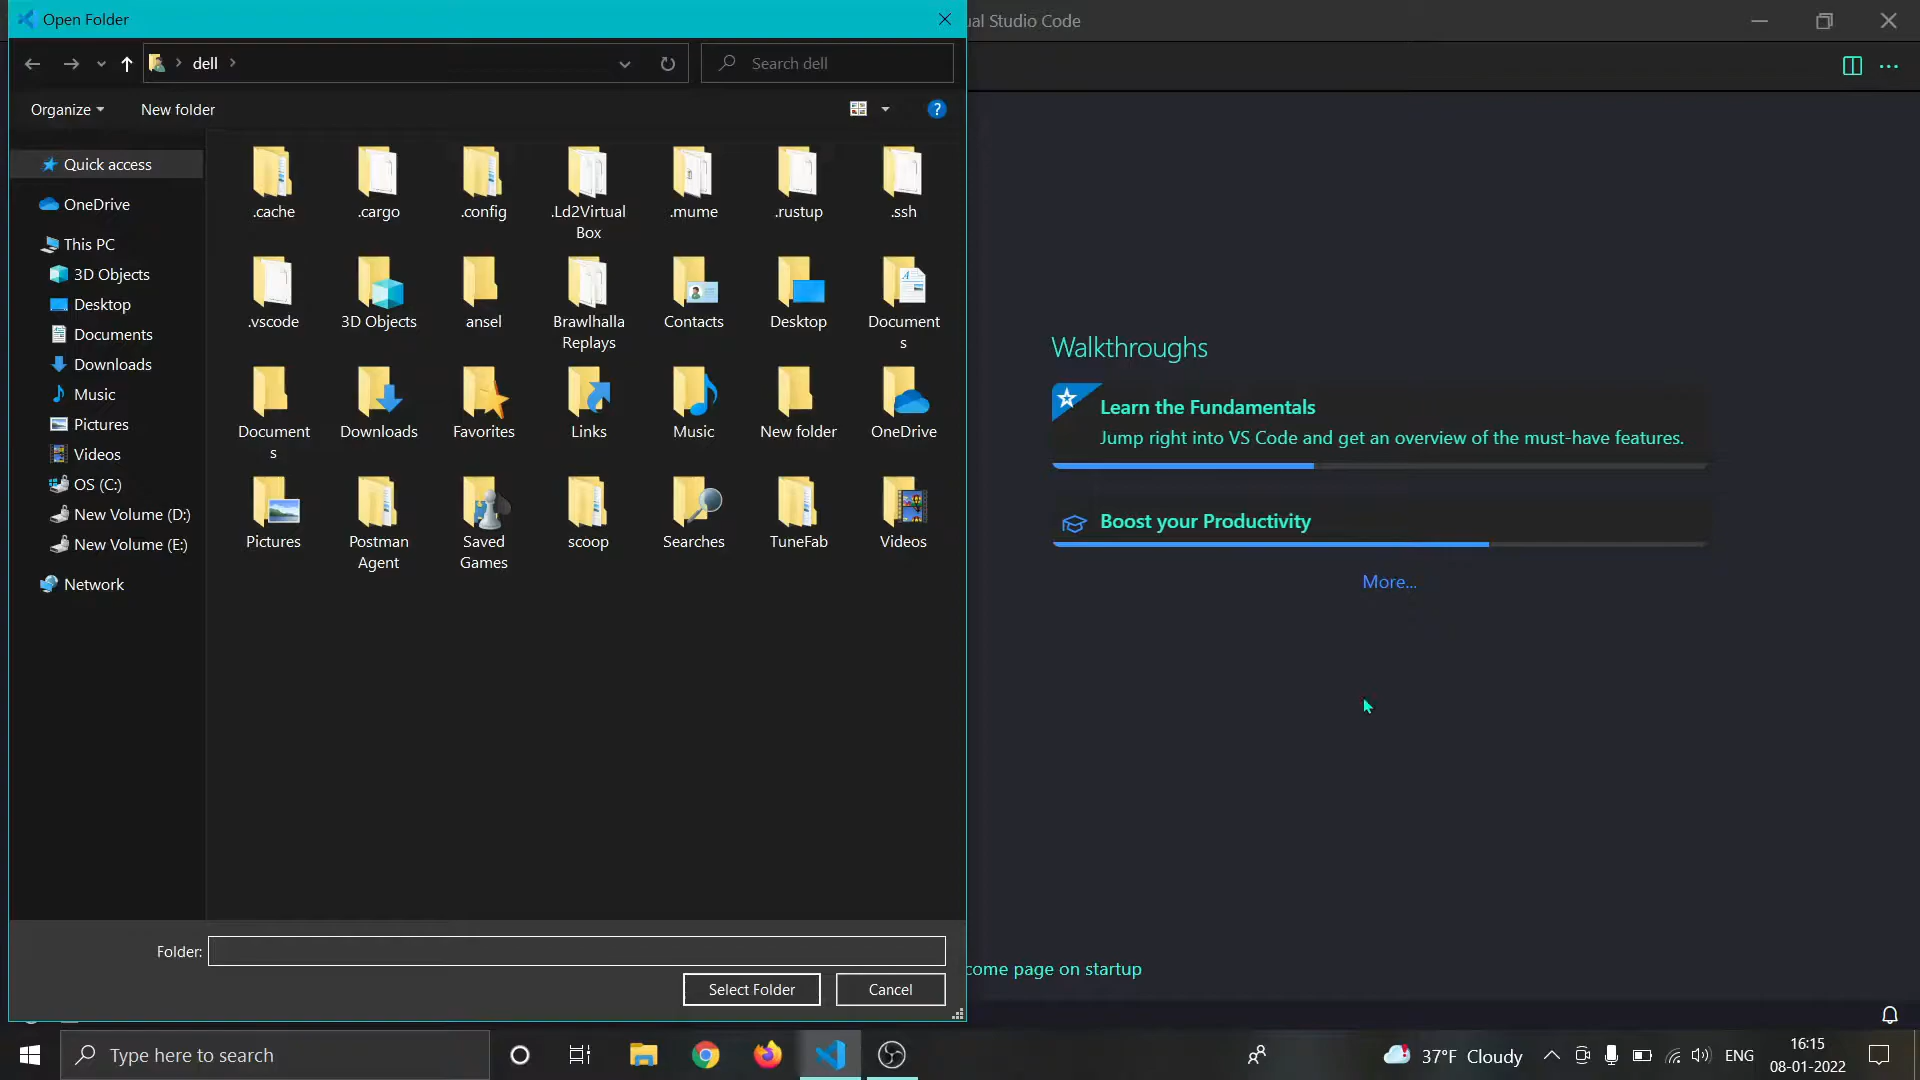 Open Folder
ual Studio Code
dell
Search dell
Organize
New folder
?
Quick access
OneDrive
This PC
3D Objects
Desktop
Documents
Downloads
Music
Pictures
Videos
OS (C:)
New Volume (D:)
New Volume (E:)
Network
.cache
.cargo
.config
.Ld2Virtual
Box
.mume
.rustup
.ssh
.vscode
3D Objects
ansel
Brawlhalla
Replays
Contacts
Desktop
Document
s
Document
s
Downloads
Favorites
Links
Music
New folder
OneDrive
Pictures
Postman
Agent
Saved
Games
scoop
Searches
TuneFab
Videos
Folder:
Select Folder
Cancel
Walkthroughs
Learn the Fundamentals
Jump right into VS Code and get an overview of the must-have features.
Boost your Productivity
More...
come page on startup
Type here to search
37°F Cloudy
ENG
16:15
08-01-2022